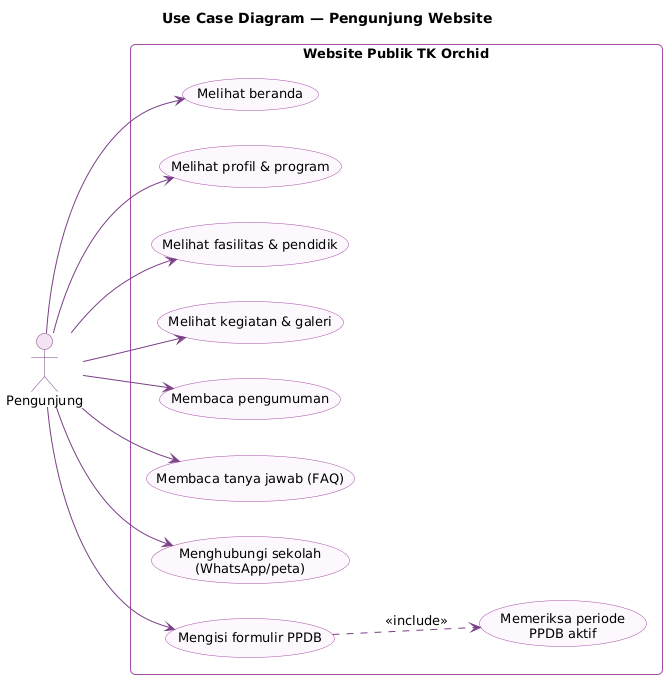 Use Case Diagram — Pengunjung Website
Website Publik TK Orchid
Melihat beranda
Melihat profil & program
Melihat fasilitas & pendidik
Melihat kegiatan & galeri
Pengunjung
Membaca pengumuman
Membaca tanya jawab (FAQ)
Menghubungi sekolah
(WhatsApp/peta)
Mengisi formulir PPDB
«include»
Memeriksa periode
PPDB aktif